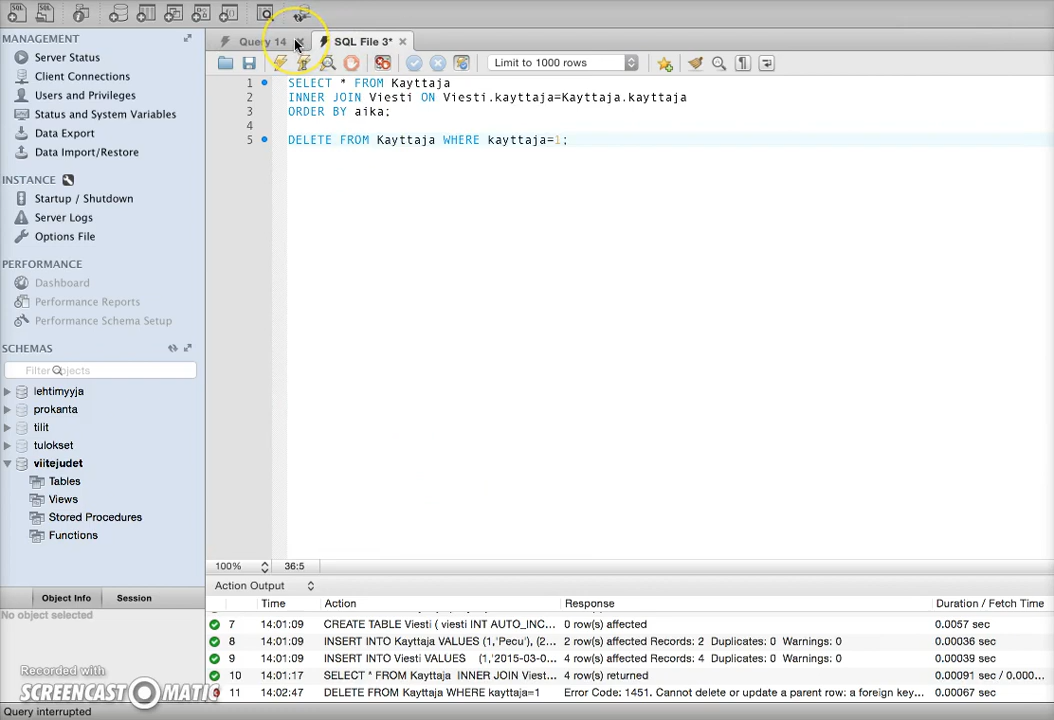 MANAGEMENT
Server Status
Client Connections
Users and Privileges
Status and System Variables
Data Export
Data Import/Restore
INSTANCE
Startup / Shutdown
Server Logs
Options File
PERFORMANCE
Dashboard
Performance Reports
Performance Schema Setup
SCHEMAS
Filter objects
lehtimyyja
prokanta
tilit
tulokset
viitejudet
Tables
Views
Stored Procedures
Functions
Object Info Session
No object selected
Recorded with
SCREENCAST MATIC
Query interrupted
Query 14 SQL File 3*
Limit to 1000 rows
1 SELECT * FROM Kayttaja
2 INNER JOIN Viesti ON Viesti.kayttaja=Kayttaja.kayttaja
3 ORDER BY aika;
4
5 DELETE FROM Kayttaja WHERE kayttaja=1;
100% 36:5
Action Output
Time Action Response Duration / Fetch Time
7 14:01:09 CREATE TABLE Viesti ( viesti INT AUTO_INC... 0 row(s) affected 0.0057 sec
8 14:01:09 INSERT INTO Kayttaja VALUES (1,'Pecu'), (2... 2 row(s) affected Records: 2 Duplicates: 0 Warnings: 0 0.00036 sec
9 14:01:09 INSERT INTO Viesti VALUES (1,'2015-03-0... 4 row(s) affected Records: 4 Duplicates: 0 Warnings: 0 0.00039 sec
10 14:01:17 SELECT * FROM Kayttaja INNER JOIN Viest... 4 row(s) returned 0.00091 sec / 0.000...
11 14:02:47 DELETE FROM Kayttaja WHERE kayttaja=1 Error Code: 1451. Cannot delete or update a parent row: a foreign key... 0.00067 sec